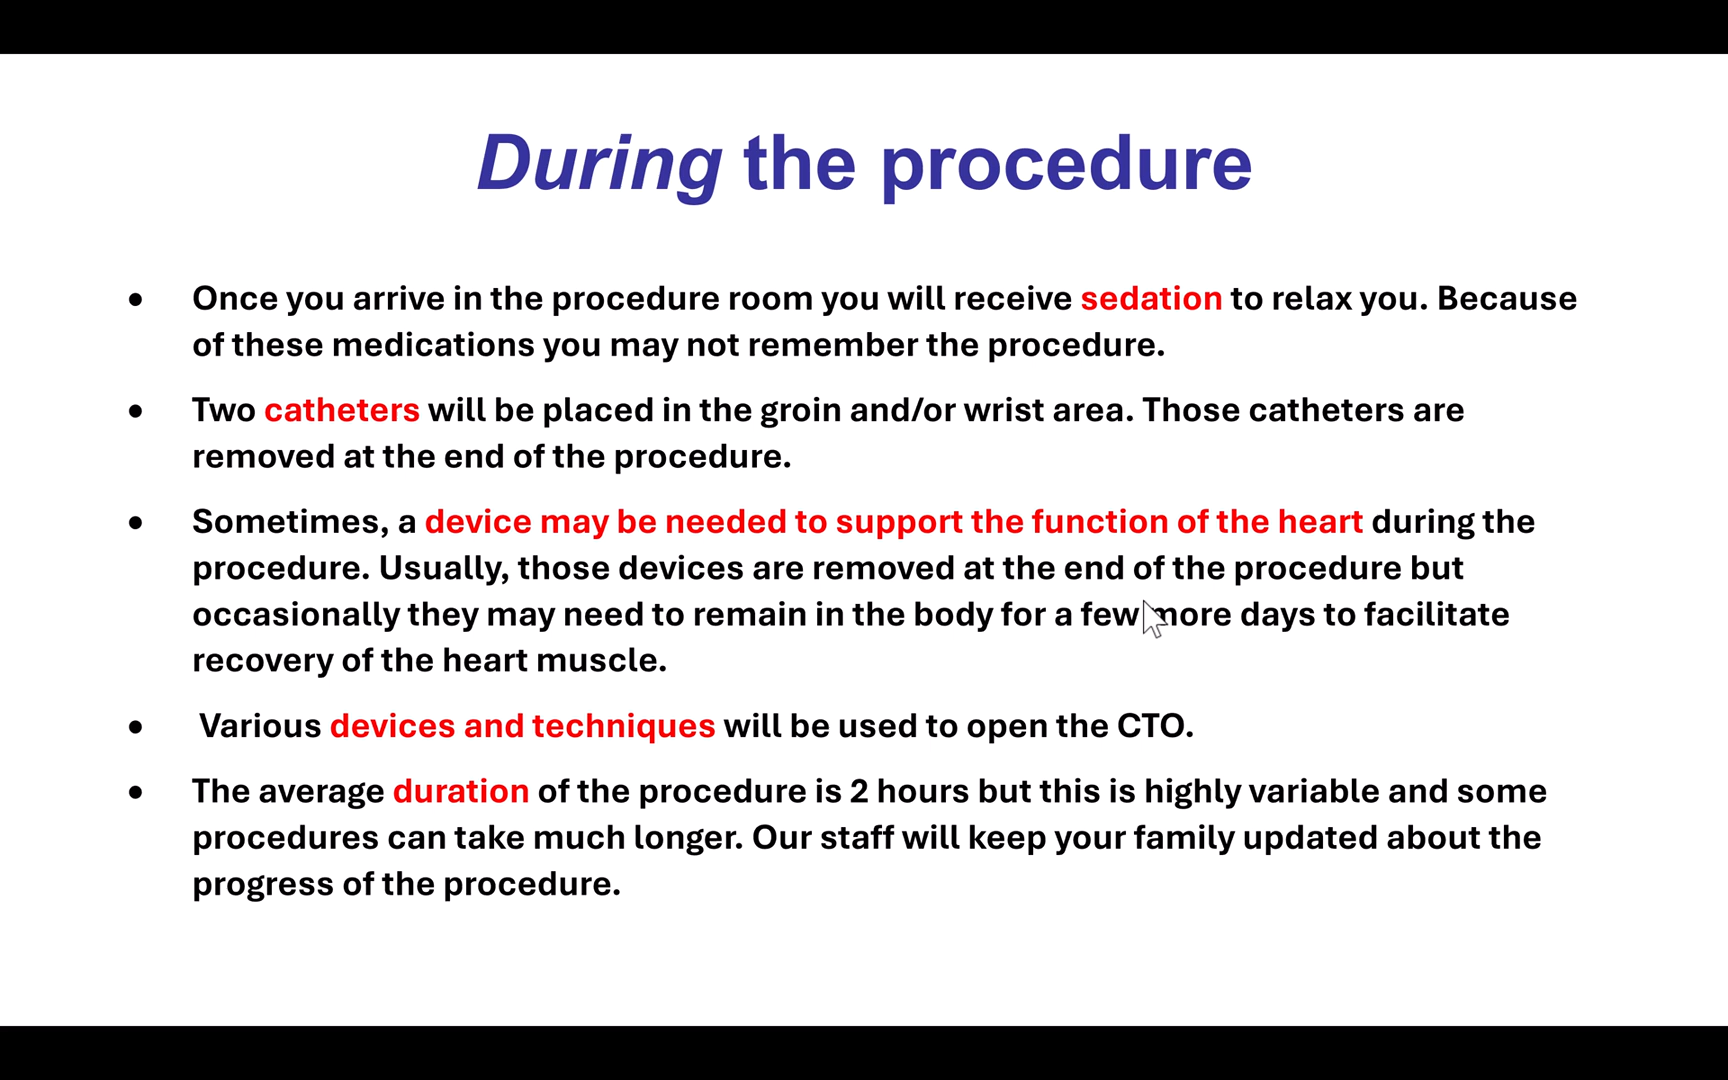 During the procedure
• Once you arrive in the procedure room you will receive sedation to relax you. Because
of these medications you may not remember the procedure.
• Two catheters will be placed in the groin and/or wrist area. Those catheters are
removed at the end of the procedure.
• Sometimes, a device may be needed to support the function of the heart during the
procedure. Usually, those devices are removed at the end of the procedure but
occasionally they may need to remain in the body for a few more days to facilitate
recovery of the heart muscle.
• Various devices and techniques will be used to open the CTO.
• The average duration of the procedure is 2 hours but this is highly variable and some
procedures can take much longer. Our staff will keep your family updated about the
progress of the procedure.